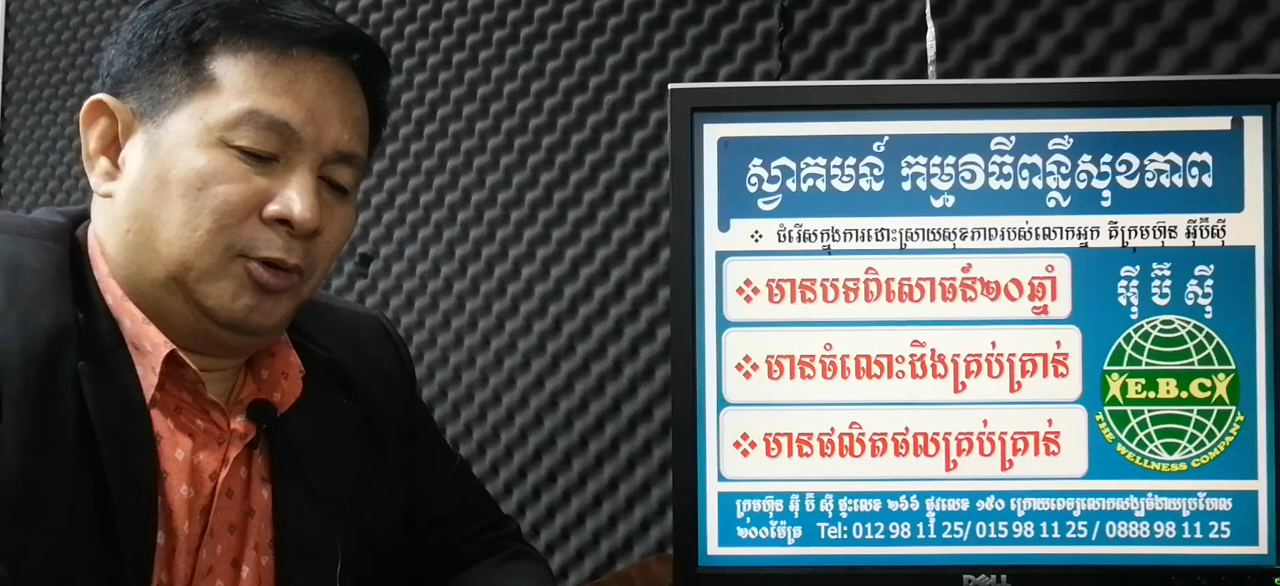 ស្វាគមន៍ កម្មវិធីពន្លឺសុខភាព
❖ ជំរើសក្នុងការដោះស្រាយសុខភាពរបស់លោកអ្នក គឺក្រុមហ៊ុន អ៊ីប៊ីស៊ី
❖មានបទពិសោធន៍២០ឆ្នាំ
❖មានចំណេះដឹងគ្រប់គ្រាន់
❖មានផលិតផលគ្រប់គ្រាន់
អ៊ី ប៊ី ស៊ី
E.B.C
THE WELLNESS COMPANY
ក្រុមហ៊ុន អ៊ី ប៊ី ស៊ី ផ្ទះលេខ ២៦៦ ផ្លូវលេខ ១៥០ ក្រោយពេទ្យលោកសង្ឃចំងាយប្រហែល
២០០ម៉ែត្រ Tel: 012 98 11 25/ 015 98 11 25 / 0888 98 11 25
DELL